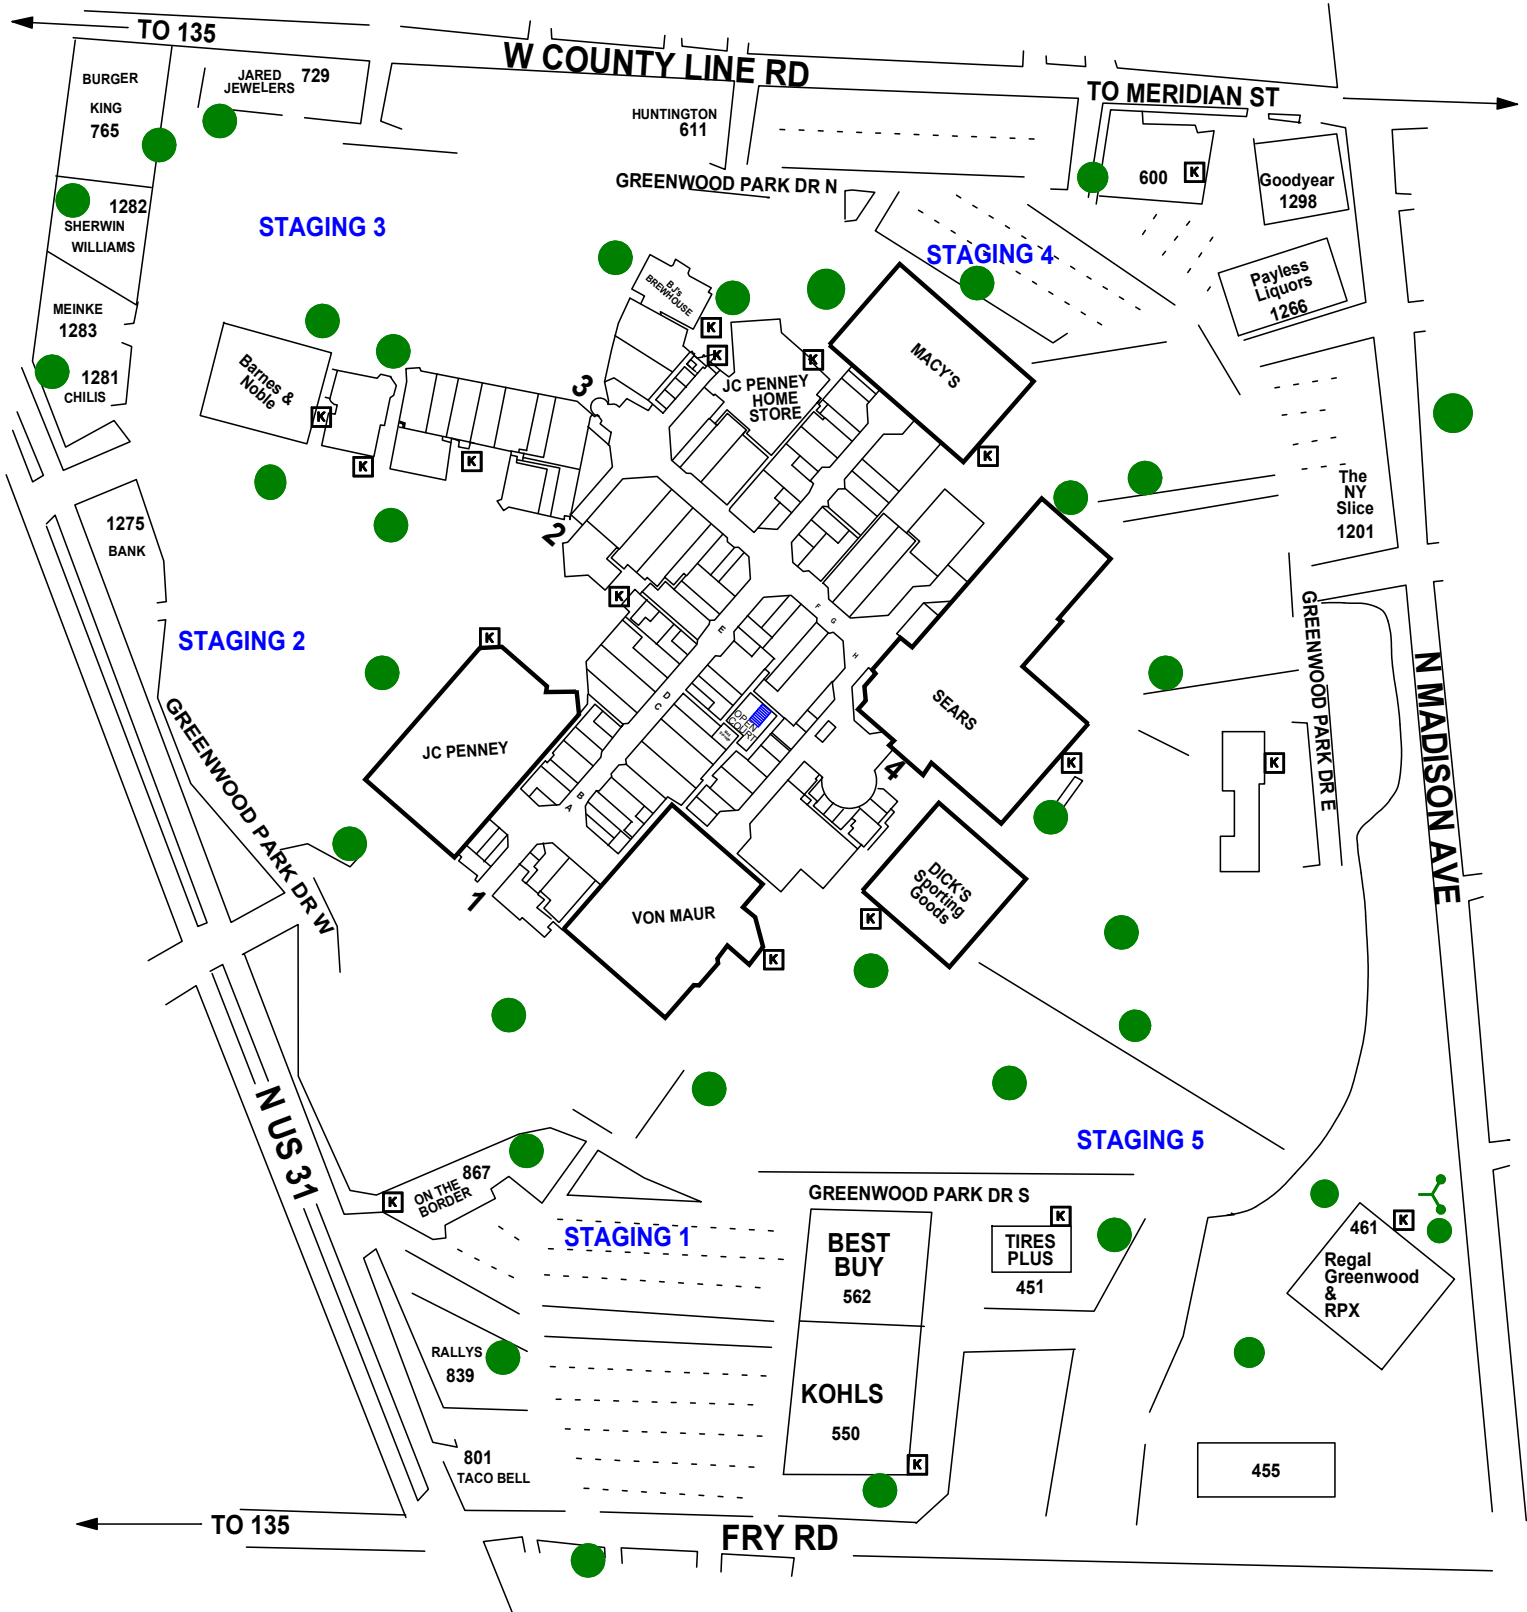 TO 135
W COUNTY LINE RD
TO MERIDIAN ST
BURGER
KING
765
JARED
JEWELERS
729
HUNTINGTON
611
GREENWOOD PARK DR N
600
K
Goodyear
1298
1282
SHERWIN
WILLIAMS
STAGING 3
STAGING 4
Payless
Liquors
1266
MEINKE
1283
1281
CHILIS
BJ's
BREWHOUSE
K
K
K
Barnes &
Noble
K
K
K
3
JC PENNEY
HOME
STORE
MACY'S
K
The
NY
Slice
1201
1275
BANK
2
K
STAGING 2
K
GREENWOOD PARK DR W
JC PENNEY
A
B
C
D
E
F
G
H
OPEN
COURT
SEARS
K
4
K
GREENWOOD PARK DR E
N MADISON AVE
1
VON MAUR
K
DICK'S
Sporting
Goods
K
N US 31
STAGING 5
867
ON THE
BORDER
K
STAGING 1
GREENWOOD PARK DR S
BEST
BUY
562
K
TIRES
PLUS
451
461
K
Regal
Greenwood
&
RPX
RALLYS
839
KOHLS
550
K
801
TACO BELL
455
TO 135
FRY RD